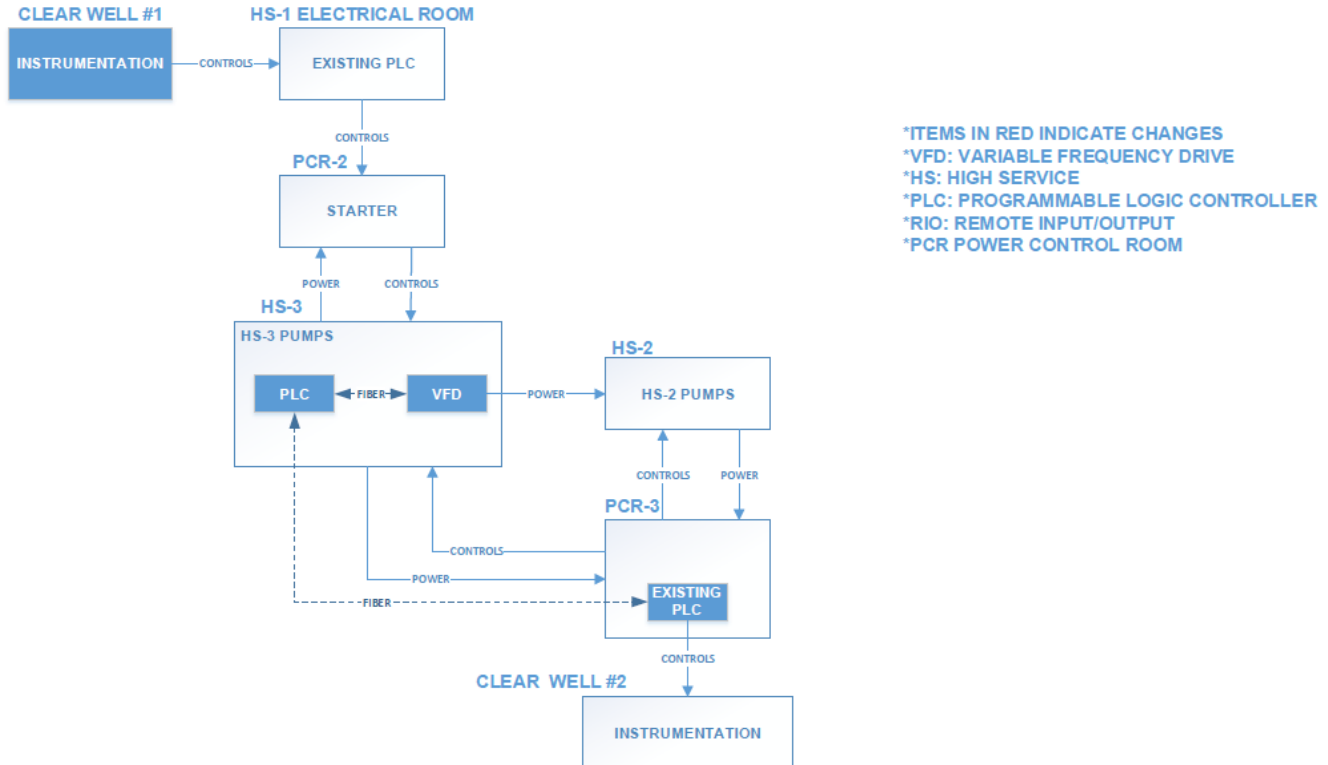 CLEAR WELL #1
HS-1 ELECTRICAL ROOM
INSTRUMENTATION
CONTROLS
EXISTING PLC
CONTROLS
*ITEMS IN RED INDICATE CHANGES
*VFD: VARIABLE FREQUENCY DRIVE
*HS: HIGH SERVICE
*PLC: PROGRAMMABLE LOGIC CONTROLLER
*RIO: REMOTE INPUT/OUTPUT
*PCR POWER CONTROL ROOM
PCR-2
STARTER
POWER
CONTROLS
HS-3
HS-3 PUMPS
PLC
FIBER
VFD
POWER
HS-2
HS-2 PUMPS
CONTROLS
POWER
PCR-3
CONTROLS
POWER
FIBER
EXISTING
PLC
CONTROLS
CLEAR WELL #2
INSTRUMENTATION